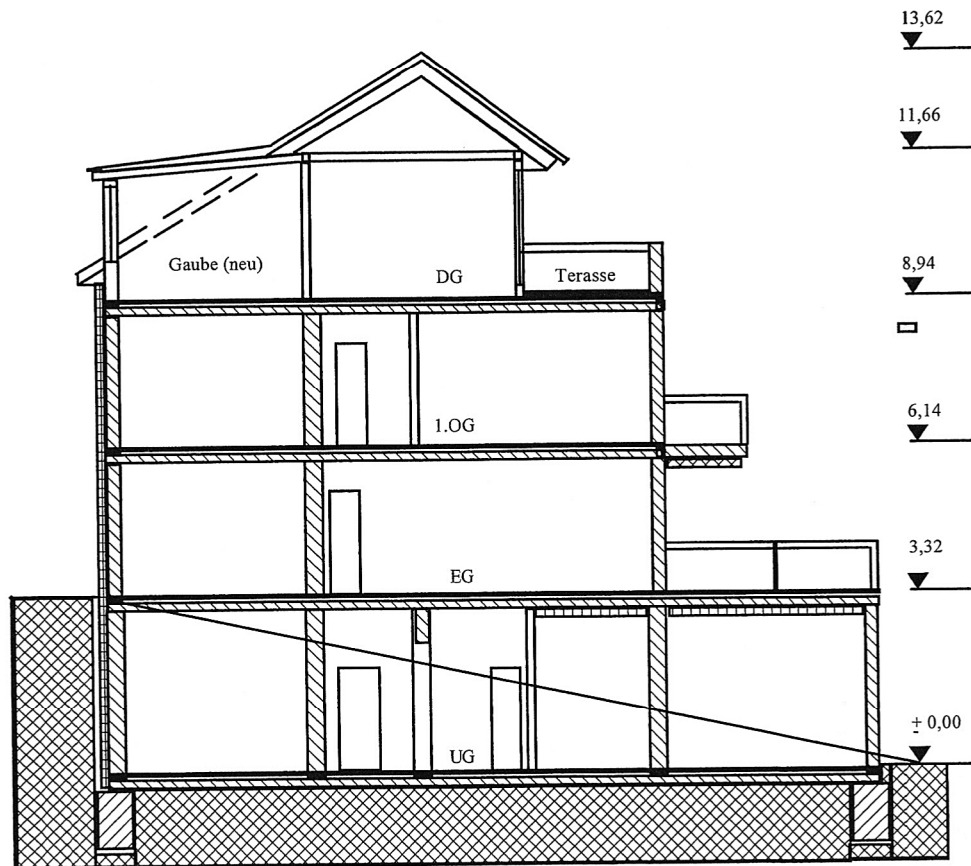 13,62
11,66
Gaube (neu)
DG
Terasse
8,94
1.OG
6,14
EG
3,32
UG
± 0,00